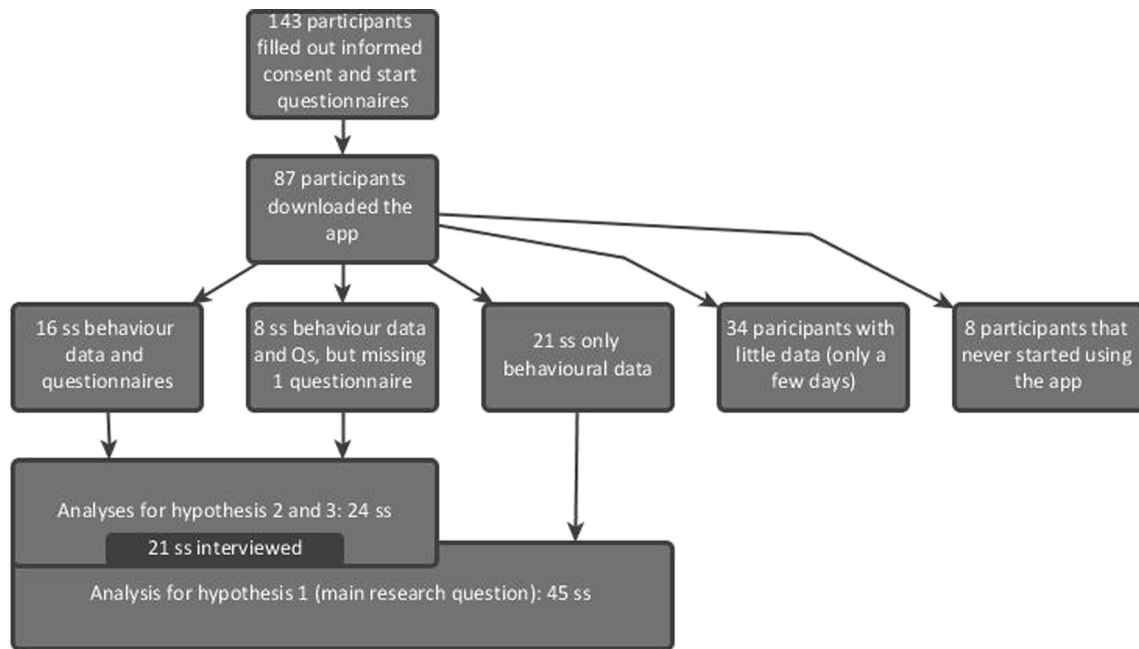 143 participants
filled out informed
consent and start
questionnaires
87 participants
downloaded the
app
16 ss behaviour
data and
questionnaires
8 ss behaviour data
and Qs, but missing
1 questionnaire
21 ss only
behavioural data
34 paricipants with
little data (only a
few days)
8 participants that
never started using
the app
Analyses for hypothesis 2 and 3: 24 ss
21 ss interviewed
Analysis for hypothesis 1 (main research question): 45 ss